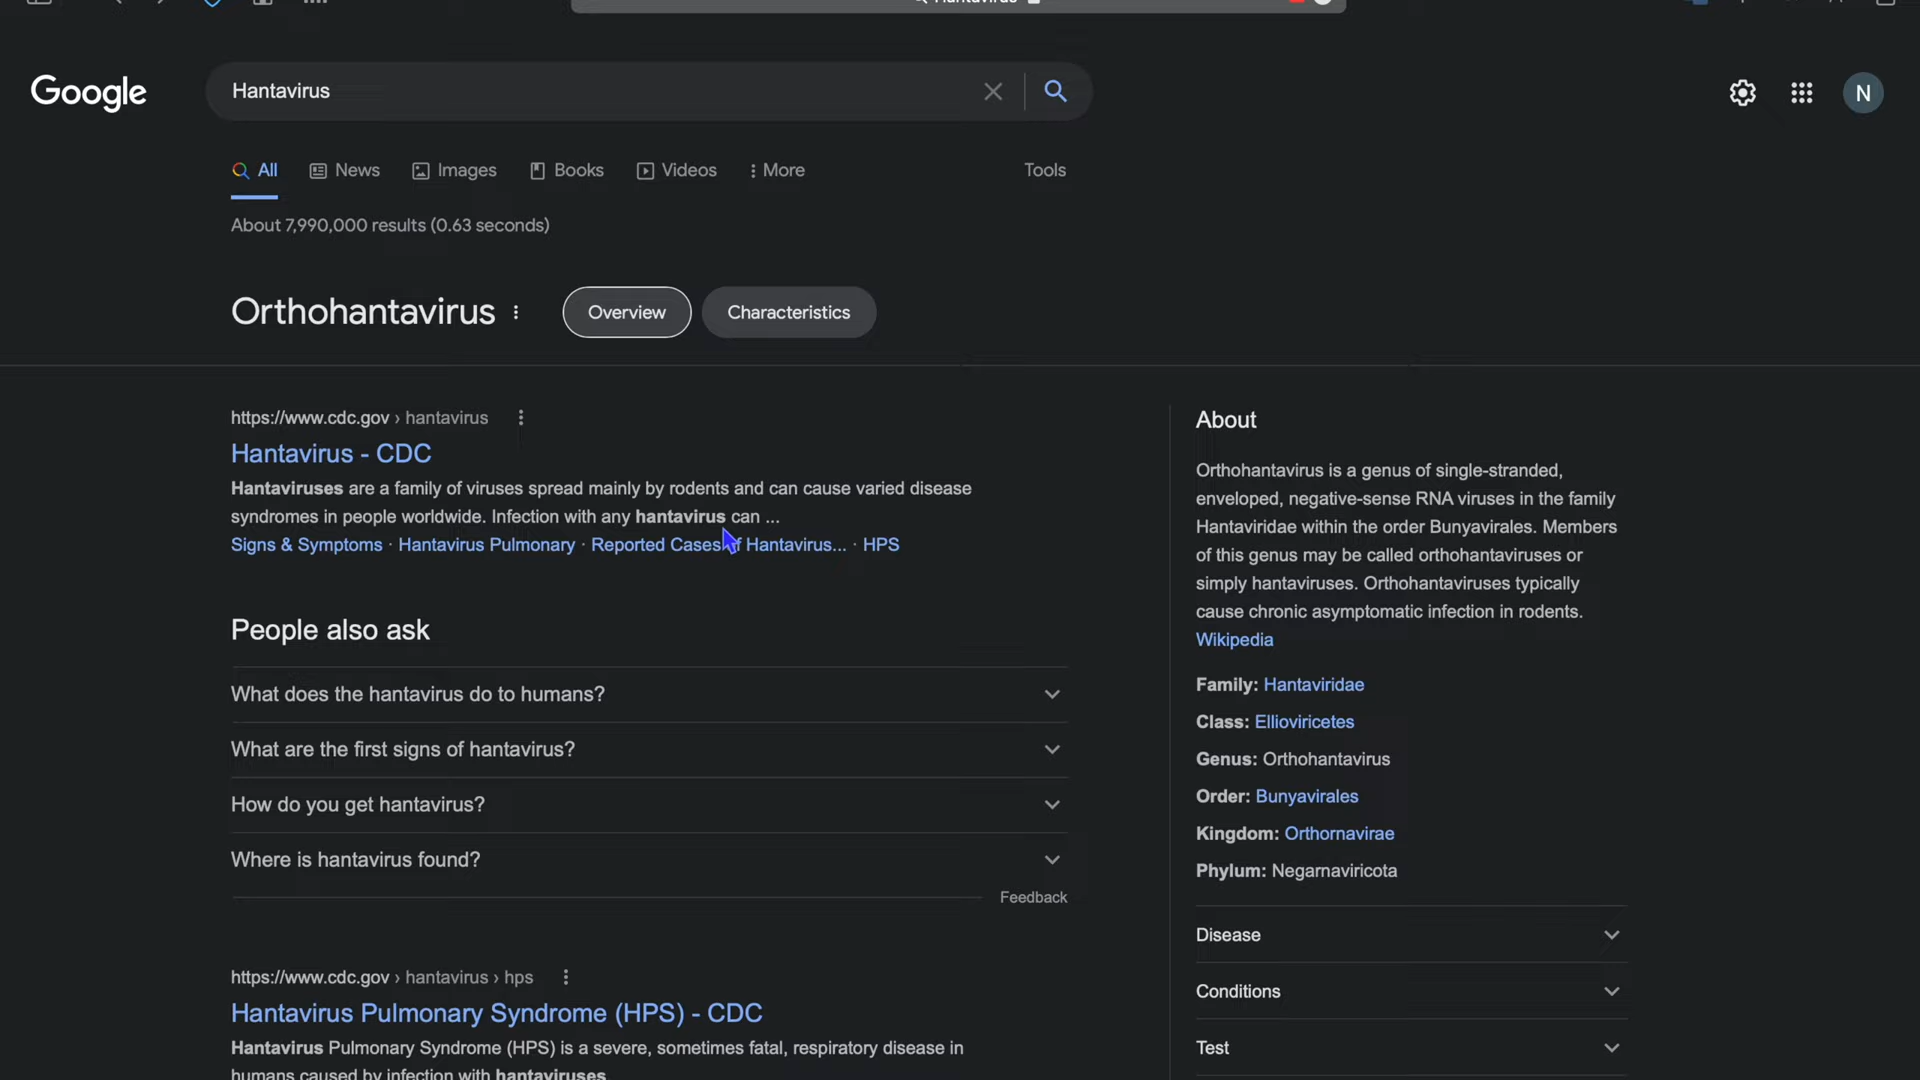 Google
Hantavirus
N
All News Images Books Videos More Tools
About 7,990,000 results (0.63 seconds)
Orthohantavirus
Overview
Characteristics
https://www.cdc.gov › hantavirus
Hantavirus - CDC
Hantaviruses are a family of viruses spread mainly by rodents and can cause varied disease
syndromes in people worldwide. Infection with any hantavirus can ...
Signs & Symptoms · Hantavirus Pulmonary · Reported Cases of Hantavirus... · HPS
People also ask
What does the hantavirus do to humans?
What are the first signs of hantavirus?
How do you get hantavirus?
Where is hantavirus found?
Feedback
https://www.cdc.gov › hantavirus › hps
Hantavirus Pulmonary Syndrome (HPS) - CDC
Hantavirus Pulmonary Syndrome (HPS) is a severe, sometimes fatal, respiratory disease in
humans caused by infection with hantaviruses.
About
Orthohantavirus is a genus of single-stranded,
enveloped, negative-sense RNA viruses in the family
Hantaviridae within the order Bunyavirales. Members
of this genus may be called orthohantaviruses or
simply hantaviruses. Orthohantaviruses typically
cause chronic asymptomatic infection in rodents.
Wikipedia
Family: Hantaviridae
Class: Ellioviricetes
Genus: Orthohantavirus
Order: Bunyavirales
Kingdom: Orthornavirae
Phylum: Negarnaviricota
Disease
Conditions
Test